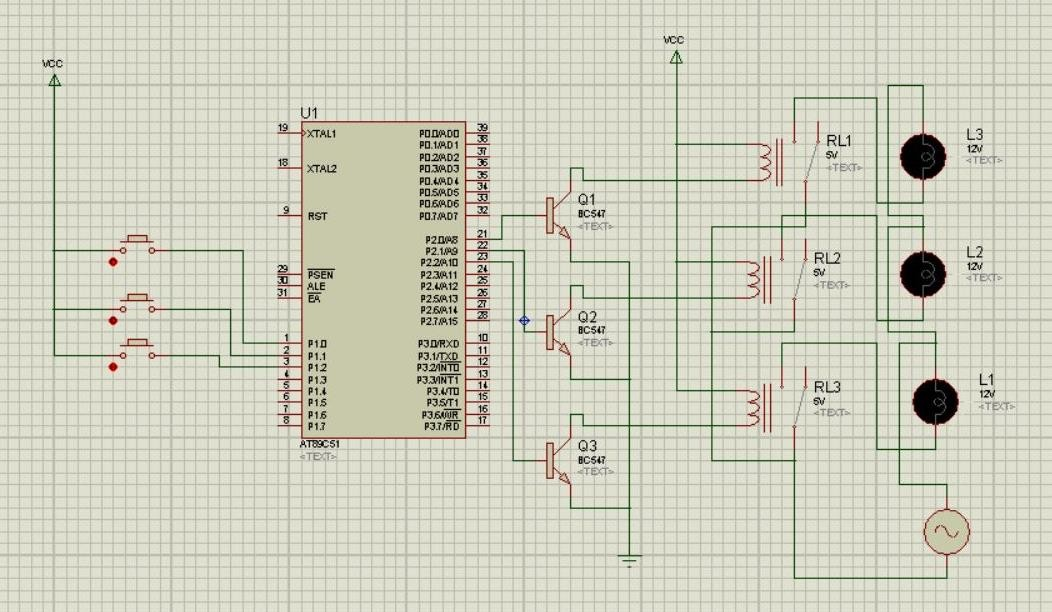 VCC
VCC
U1
19 XTAL1
18 XTAL2
9 RST
29 PSEN
30 ALE
31 EA
1 P1.0
2 P1.1
3 P1.2
4 P1.3
5 P1.4
6 P1.5
7 P1.6
8 P1.7
P0.0/AD0 39
P0.1/AD1 38
P0.2/AD2 37
P0.3/AD3 36
P0.4/AD4 35
P0.5/AD5 34
P0.6/AD6 33
P0.7/AD7 32
P2.0/A8 21
P2.1/A9 22
P2.2/A10 23
P2.3/A11 24
P2.4/A12 25
P2.5/A13 26
P2.6/A14 27
P2.7/A15 28
P3.0/RXD 10
P3.1/TXD 11
P3.2/INT0 12
P3.3/INT1 13
P3.4/T0 14
P3.5/T1 15
P3.6/WR 16
P3.7/RD 17
AT89C51
<TEXT>
Q1
BC547
<TEXT>
Q2
BC547
<TEXT>
Q3
BC547
<TEXT>
RL1
5V
<TEXT>
RL2
5V
<TEXT>
RL3
5V
<TEXT>
L3
12V
<TEXT>
L2
12V
<TEXT>
L1
12V
<TEXT>